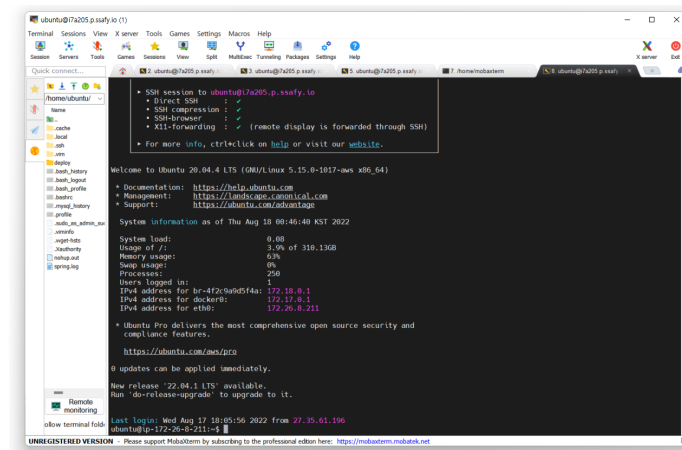 ubuntu@i7a205.p.ssafy.io (1)
Terminal Sessions View X server Tools Games Settings Macros Help
Session Servers Tools Games Sessions View Split MultiExec Tunneling Packages Settings Help X server Exit
Quick connect... 2. ubuntu@i7a205.p.ssafy.i 3. ubuntu@i7a205.p.ssafy.i 5. ubuntu@i7a205.p.ssafy.i 7. /home/mobaxterm 8. ubuntu@i7a205.p.ssafy.
/home/ubuntu/
Name
..
.cache
.local
.ssh
.vim
deploy
.bash_history
.bash_logout
.bash_profile
.bashrc
.mysql_history
.profile
.sudo_as_admin_suc
.viminfo
.wget-hsts
.Xauthority
nohup.out
spring.log
Remote
monitoring
ollow terminal folde
▸ SSH session to ubuntu@i7a205.p.ssafy.io
• Direct SSH : ✔
• SSH compression : ✔
• SSH-browser : ✔
• X11-forwarding : ✔ (remote display is forwarded through SSH)
▸ For more info, ctrl+click on help or visit our website.
Welcome to Ubuntu 20.04.4 LTS (GNU/Linux 5.15.0-1017-aws x86_64)
* Documentation: https://help.ubuntu.com
* Management: https://landscape.canonical.com
* Support: https://ubuntu.com/advantage
System information as of Thu Aug 18 00:46:40 KST 2022
System load: 0.08
Usage of /: 3.9% of 310.13GB
Memory usage: 63%
Swap usage: 0%
Processes: 250
Users logged in: 1
IPv4 address for br-4f2c9a9d5f4a: 172.18.0.1
IPv4 address for docker0: 172.17.0.1
IPv4 address for eth0: 172.26.8.211
* Ubuntu Pro delivers the most comprehensive open source security and
compliance features.
https://ubuntu.com/aws/pro
0 updates can be applied immediately.
New release '22.04.1 LTS' available.
Run 'do-release-upgrade' to upgrade to it.
Last login: Wed Aug 17 18:05:56 2022 from 27.35.61.196
ubuntu@ip-172-26-8-211:~$
UNREGISTERED VERSION - Please support MobaXterm by subscribing to the professional edition here: https://mobaxterm.mobatek.net